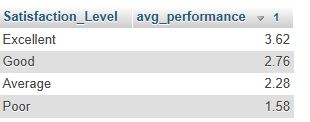 Satisfaction_Level avg_performance 1
Excellent 3.62
Good 2.76
Average 2.28
Poor 1.58